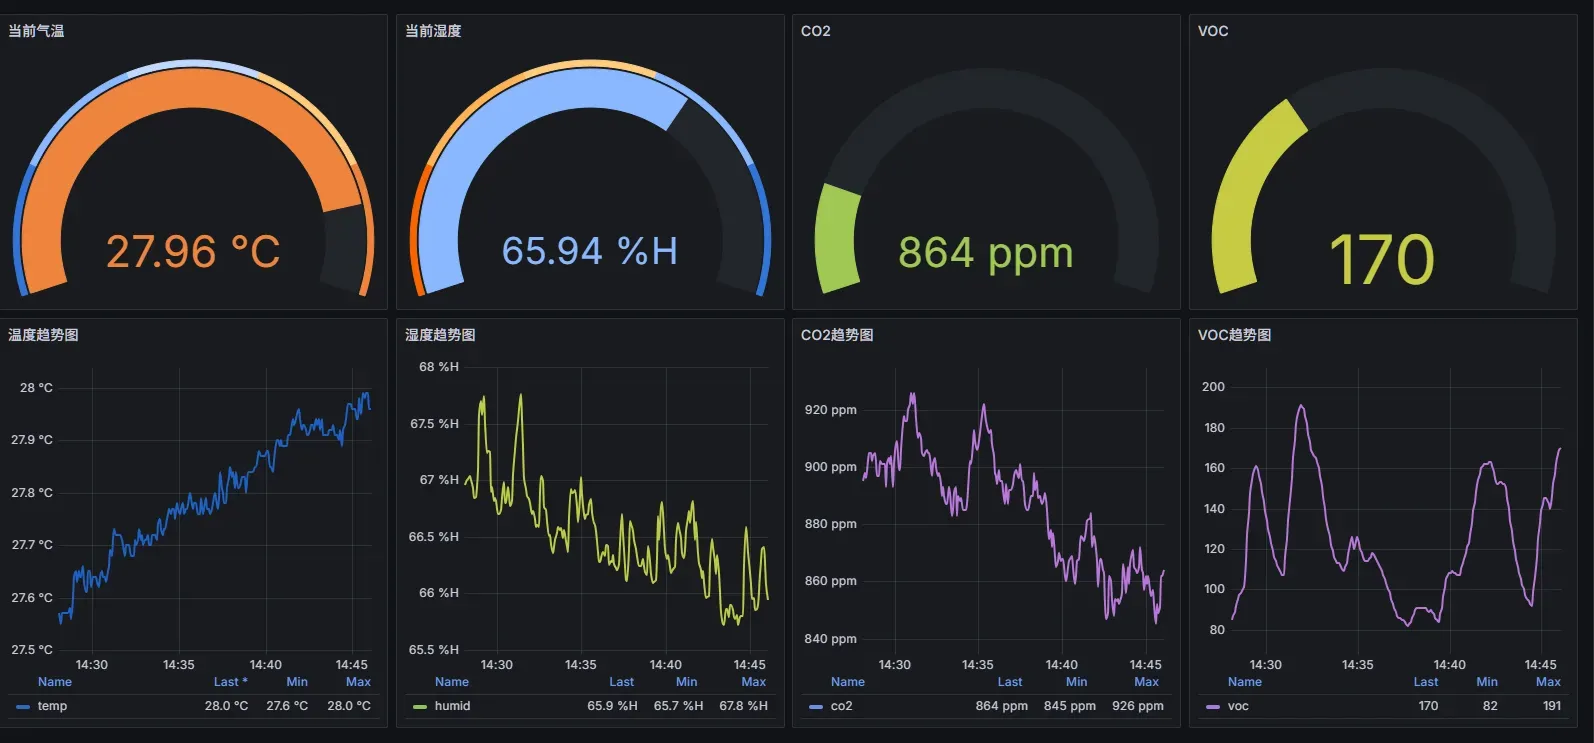 当前气温
27.96 °C
当前湿度
65.94 %H
CO2
864 ppm
VOC
170
温度趋势图
28 °C
27.9 °C
27.8 °C
27.7 °C
27.6 °C
27.5 °C
14:30 14:35 14:40 14:45
Name Last * Min Max
temp 28.0 °C 27.6 °C 28.0 °C
湿度趋势图
68 %H
67.5 %H
67 %H
66.5 %H
66 %H
65.5 %H
14:30 14:35 14:40 14:45
Name Last Min Max
humid 65.9 %H 65.7 %H 67.8 %H
CO2趋势图
920 ppm
900 ppm
880 ppm
860 ppm
840 ppm
14:30 14:35 14:40 14:45
Name Last Min Max
co2 864 ppm 845 ppm 926 ppm
VOC趋势图
200
180
160
140
120
100
80
14:30 14:35 14:40 14:45
Name Last Min Max
voc 170 82 191